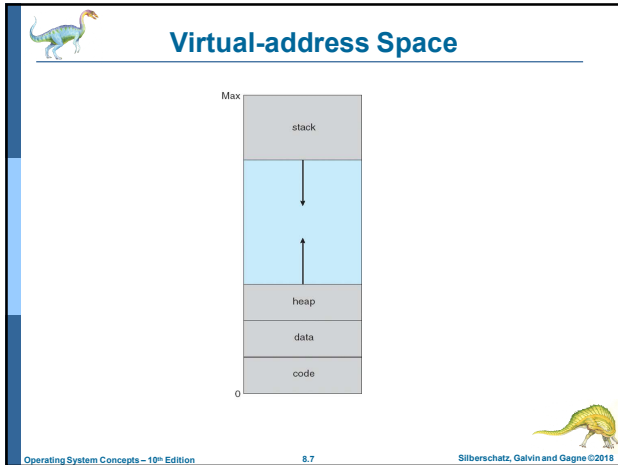 Virtual-address Space
Max
stack
heap
data
code
0
Operating System Concepts – 10th Edition 8.7 Silberschatz, Galvin and Gagne ©2018